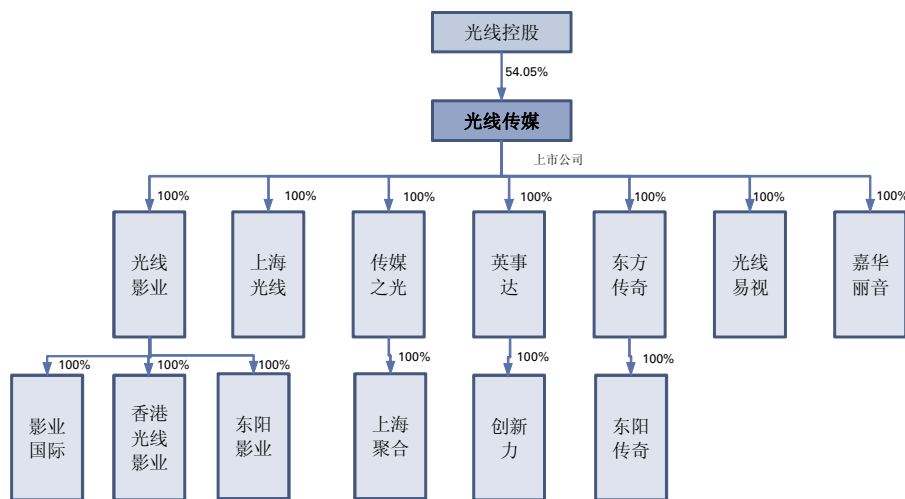 光线控股
54.05%
光线传媒
上市公司
100%
100%
100%
100%
100%
100%
100%
光线
影业
上海
光线
传媒
之光
英事
达
东方
传奇
光线
易视
嘉华
丽音
100%
100%
100%
100%
100%
100%
影业
国际
香港
光线
影业
东阳
影业
上海
聚合
创新
力
东阳
传奇